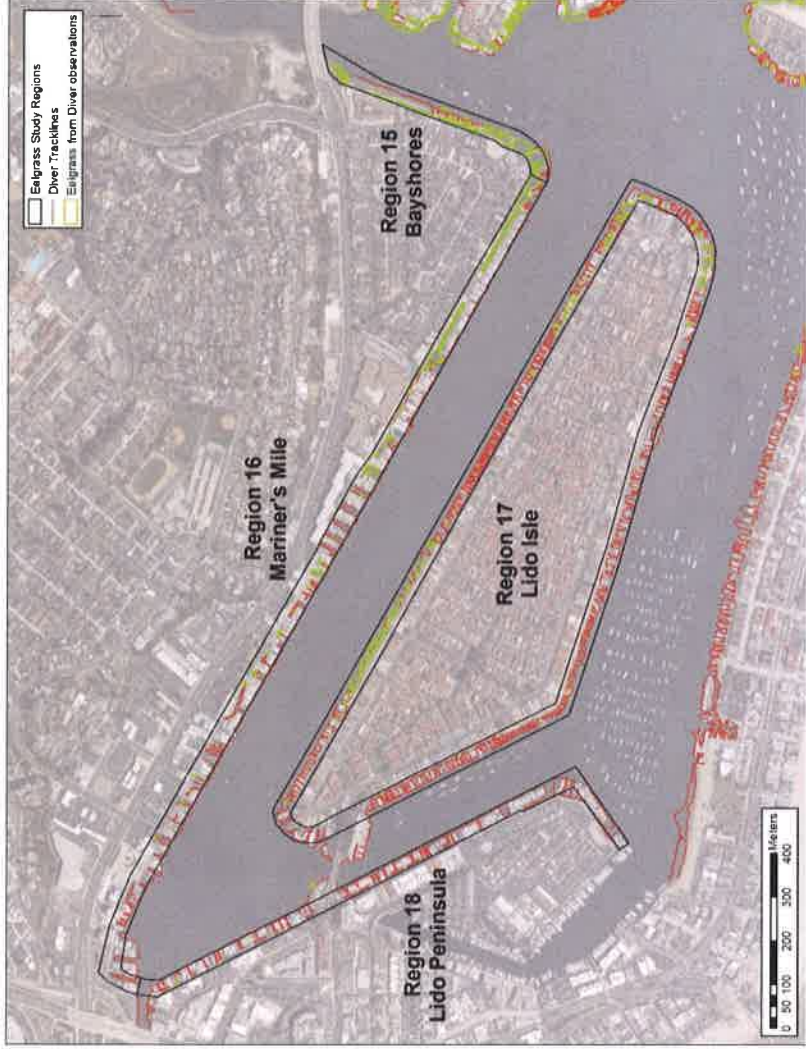 Eelgrass Study Regions
Diver Tracklines
Eelgrass from Diver observations
Region 15
Bayshores
Region 16
Mariner's Mile
Region 17
Lido Isle
Region 18
Lido Peninsula
Meters
0 50 100 200 300 400